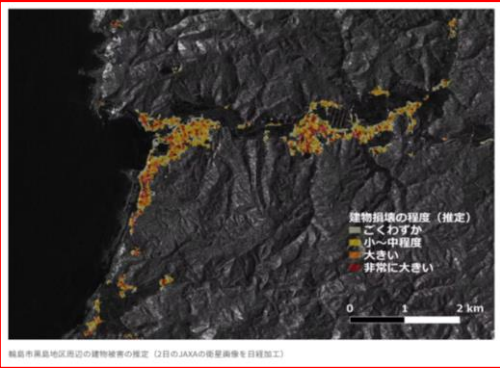 建物損壊の程度（推定）
ごくわずか
小〜中程度
大きい
非常に大きい
0 1 2 km
輪島市黒島地区周辺の建物被害の推定（2日のJAXAの衛星画像を日経加工）